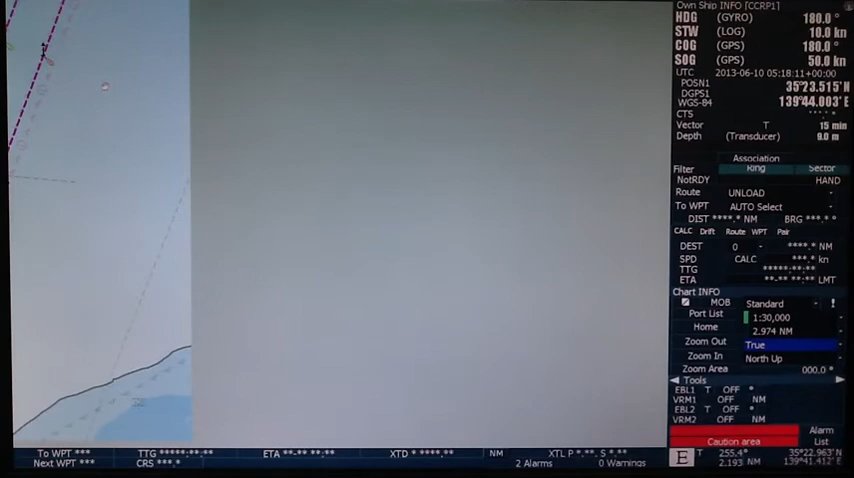 Own Ship INFO [CCRP1]
HDG (GYRO) 180.0 °
STW (LOG) 10.0 kn
COG (GPS) 180.0 °
SOG (GPS) 50.0 kn
UTC 2013-06-10 05:18:11+00:00
POSN1 35°23.515'N
DGPS1
WGS-84 139°44.003' E
CTS ****.* °
Vector T 15 min
Depth (Transducer) 9.0 m
Association
Filter Ring Sector
NotRDY HAND
Route UNLOAD
To WPT AUTO Select
DIST ****.* NM BRG ***.* °
CALC Drift Route WPT Pair
DEST 0 ****.* NM
SPD CALC ***.* kn
TTG *****:**:**
ETA **-** **:** LMT
Chart INFO
MOB Standard !
Port List 1:30,000
Home 2.974 NM
Zoom Out True
Zoom In North Up
Zoom Area 000.0 °
Tools
EBL1 T OFF °
VRM1 OFF NM
EBL2 T OFF °
VRM2 OFF NM
Caution area
Alarm List
E T 255.4° 35°22.963'N
2.193 NM 139°41.412'E
To WPT *** TTG *****:**:** ETA **-** **:** XTD * ****.** NM XTL P *.**, S *.**
Next WPT *** CRS ***.* 2 Alarms 0 Warnings